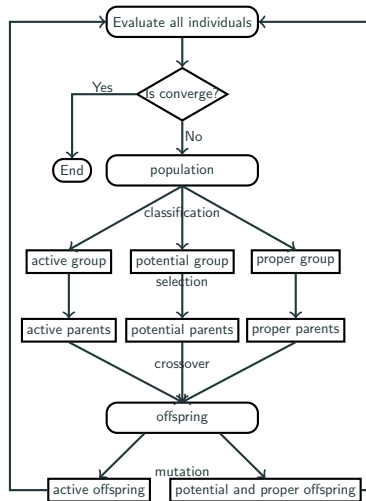 Evaluate all individuals
Is converge?
Yes
No
End
population
classification
active group
potential group
proper group
selection
active parents
potential parents
proper parents
crossover
offspring
mutation
active offspring
potential and proper offspring